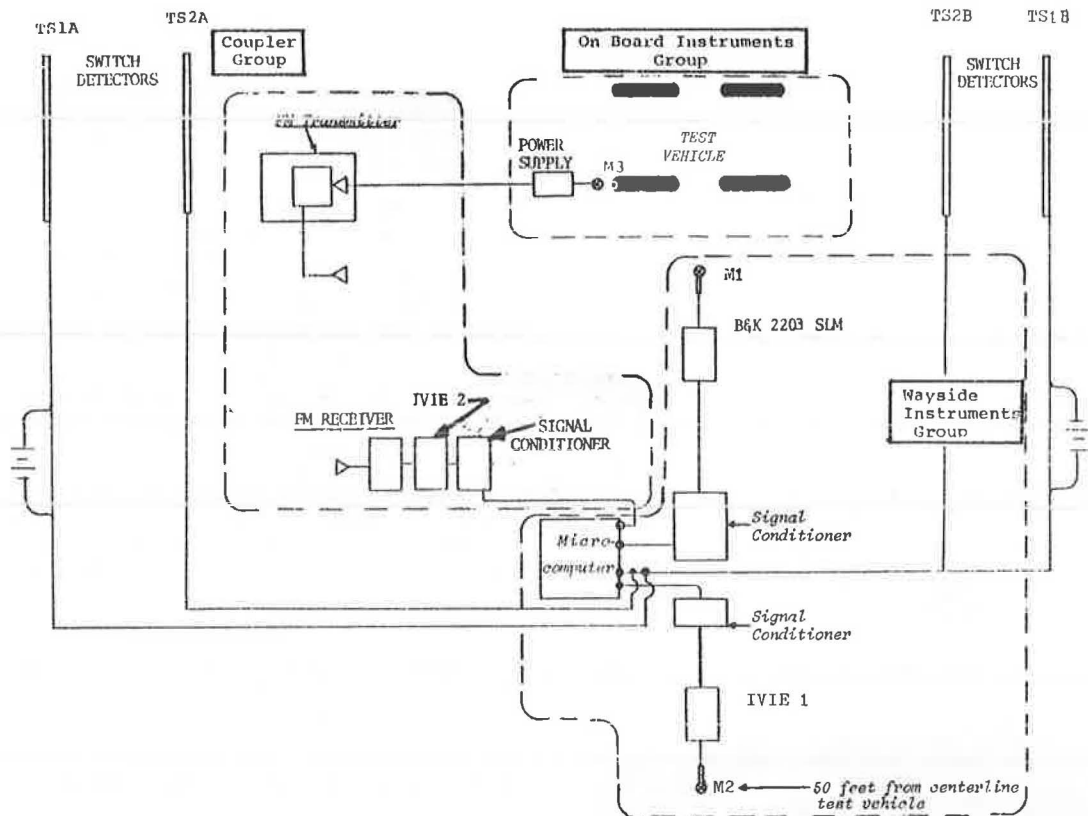 TS1A
TS2A
TS2B
TS1B
SWITCH
DETECTORS
Coupler
Group
On Board Instruments
Group
SWITCH
DETECTORS
FM Transmitter
TEST
VEHICLE
POWER
SUPPLY
M3
M1
B&K 2203 SLM
Wayside
Instruments
Group
IVIE 2
FM RECEIVER
SIGNAL
CONDITIONER
Micro-
computer
Signal
Conditioner
Signal
Conditioner
IVIE 1
M2
50 feet from centerline
test vehicle